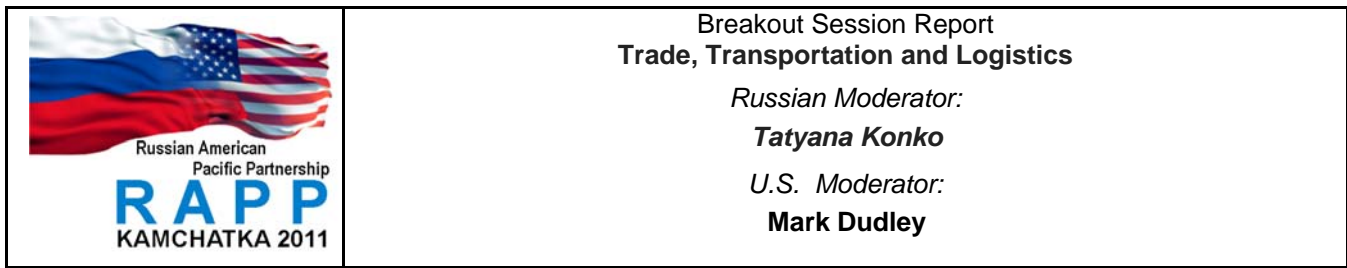 Russian American
Pacific Partnership
RAPP
KAMCHATKA 2011
Breakout Session Report
Trade, Transportation and Logistics
Russian Moderator:
Tatyana Konko
U.S. Moderator:
Mark Dudley